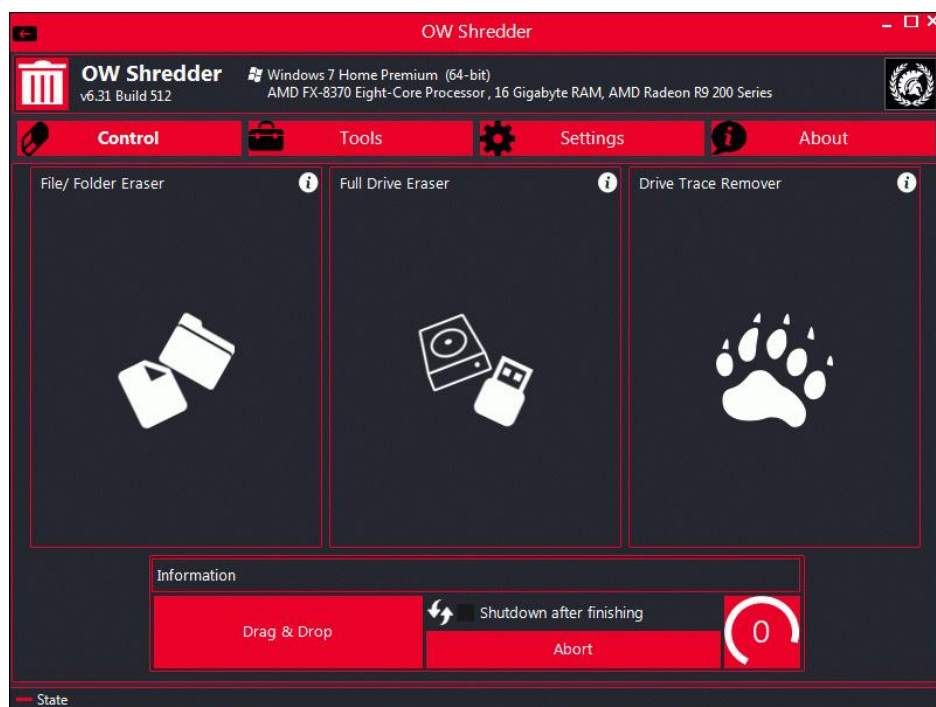 OW Shredder
OW Shredder
v6.31 Build 512
Windows 7 Home Premium (64-bit)
AMD FX-8370 Eight-Core Processor , 16 Gigabyte RAM, AMD Radeon R9 200 Series
Control
Tools
Settings
About
File/ Folder Eraser
Full Drive Eraser
Drive Trace Remover
Information
Drag & Drop
Shutdown after finishing
Abort
0
State